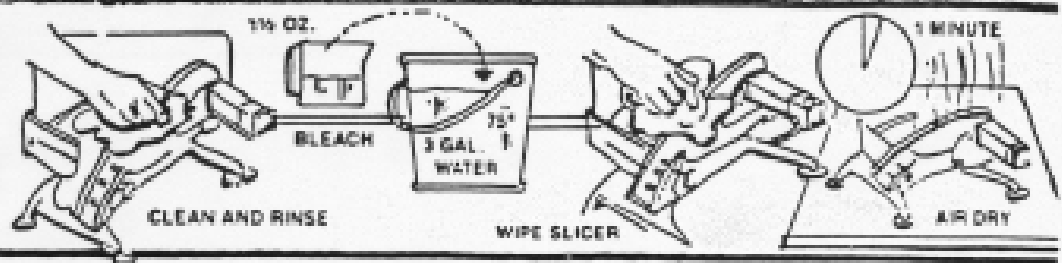 1½ OZ.
BLEACH
3 GAL.
WATER
75°
CLEAN AND RINSE
WIPE SLICER
1 MINUTE
AIR DRY